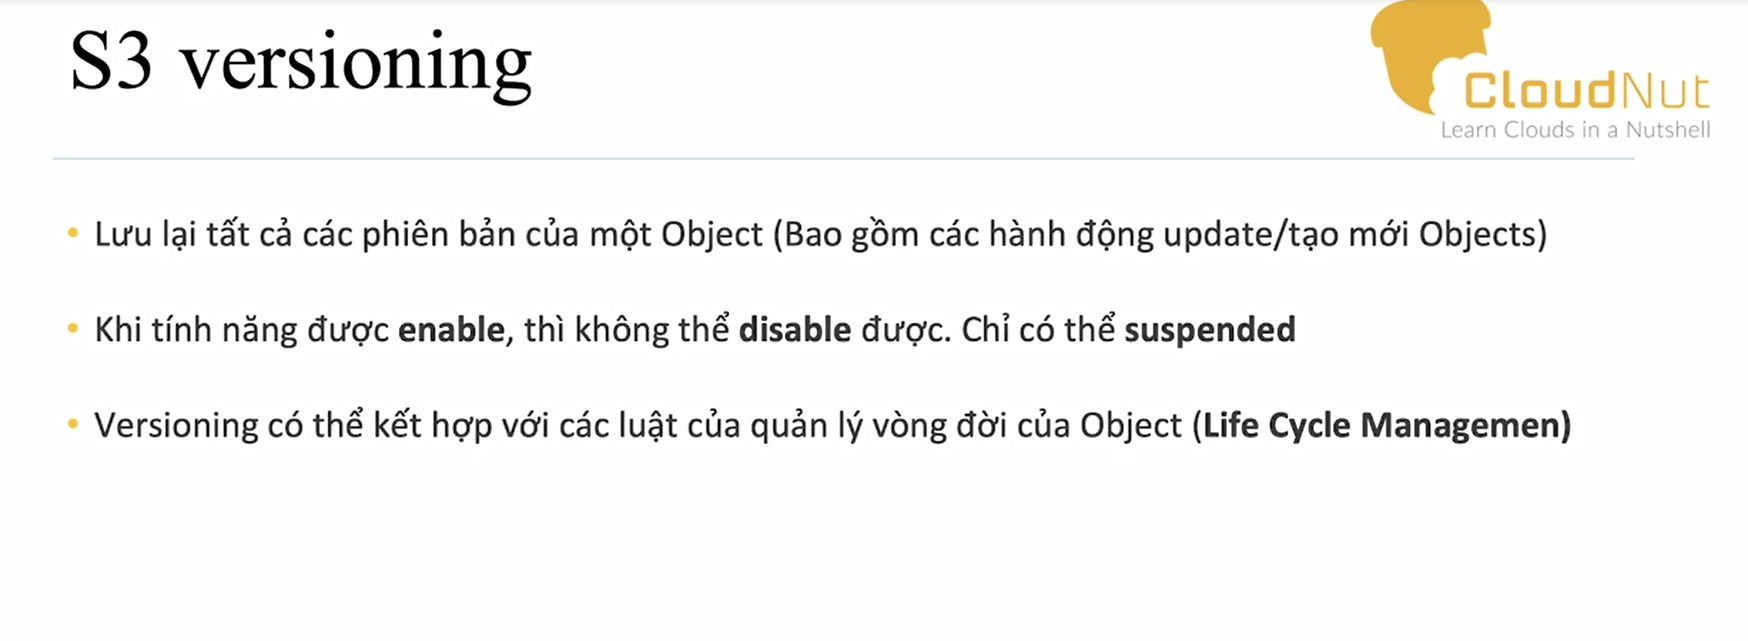 S3 versioning
CloudNut
Learn Clouds in a Nutshell
• Lưu lại tất cả các phiên bản của một Object (Bao gồm các hành động update/tạo mới Objects)
• Khi tính năng được enable, thì không thể disable được. Chỉ có thể suspended
• Versioning có thể kết hợp với các luật của quản lý vòng đời của Object (Life Cycle Managemen)